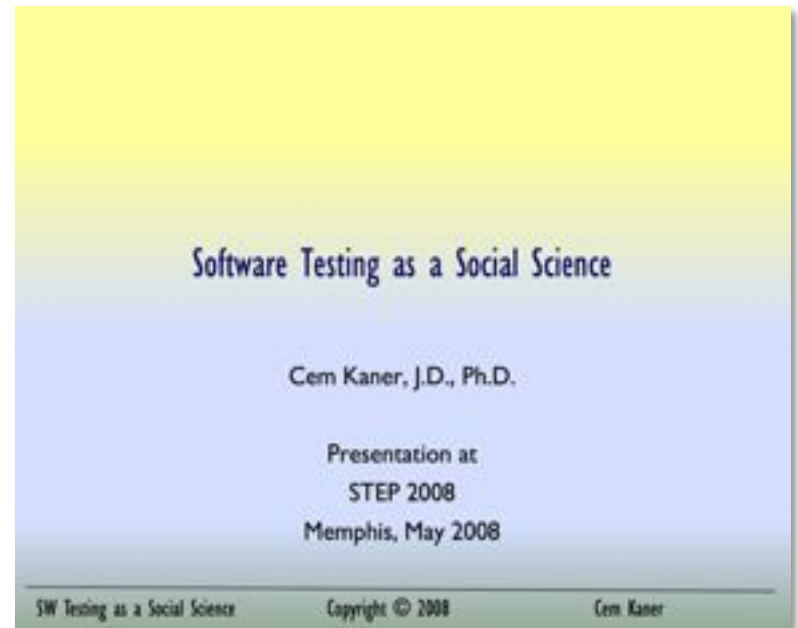 Software Testing as a Social Science
Cem Kaner, J.D., Ph.D.
Presentation at
STEP 2008
Memphis, May 2008
SW Testing as a Social Science Copyright © 2008 Cem Kaner